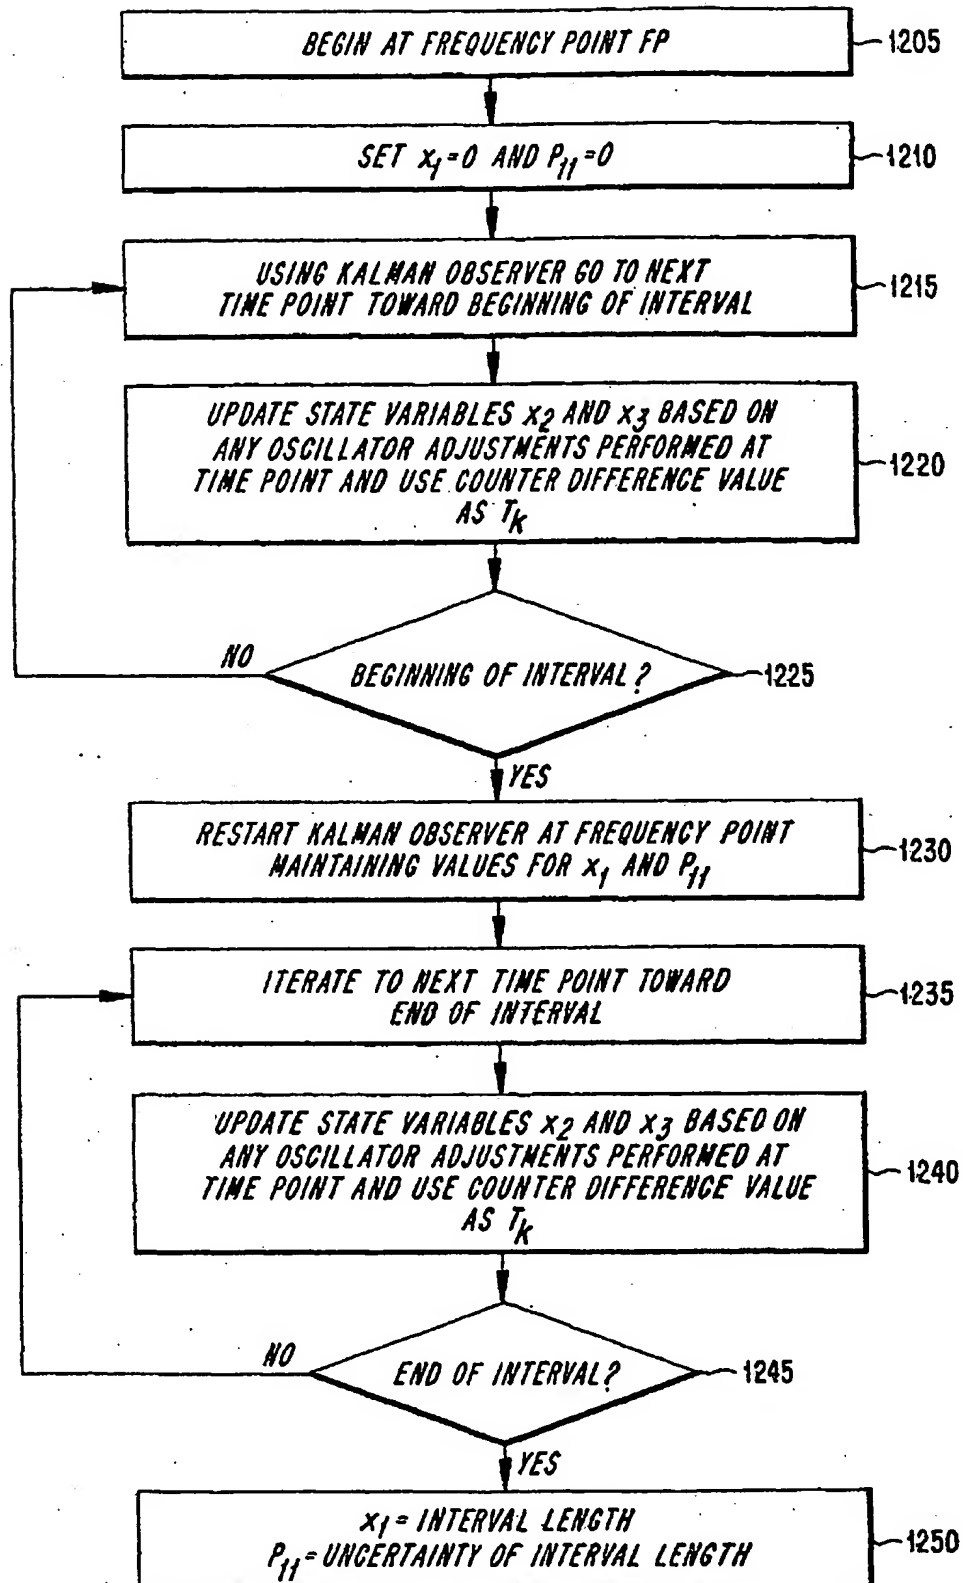 BEGIN AT FREQUENCY POINT FP
1205
SET x1=0 AND P11=0
1210
USING KALMAN OBSERVER GO TO NEXT
TIME POINT TOWARD BEGINNING OF INTERVAL
1215
UPDATE STATE VARIABLES x2 AND x3 BASED ON
ANY OSCILLATOR ADJUSTMENTS PERFORMED AT
TIME POINT AND USE COUNTER DIFFERENCE VALUE
AS Tk
1220
NO
BEGINNING OF INTERVAL?
1225
YES
RESTART KALMAN OBSERVER AT FREQUENCY POINT
MAINTAINING VALUES FOR x1 AND P11
1230
ITERATE TO NEXT TIME POINT TOWARD
END OF INTERVAL
1235
UPDATE STATE VARIABLES x2 AND x3 BASED ON
ANY OSCILLATOR ADJUSTMENTS PERFORMED AT
TIME POINT AND USE COUNTER DIFFERENCE VALUE
AS Tk
1240
NO
END OF INTERVAL?
1245
YES
x1= INTERVAL LENGTH
P11= UNCERTAINTY OF INTERVAL LENGTH
1250